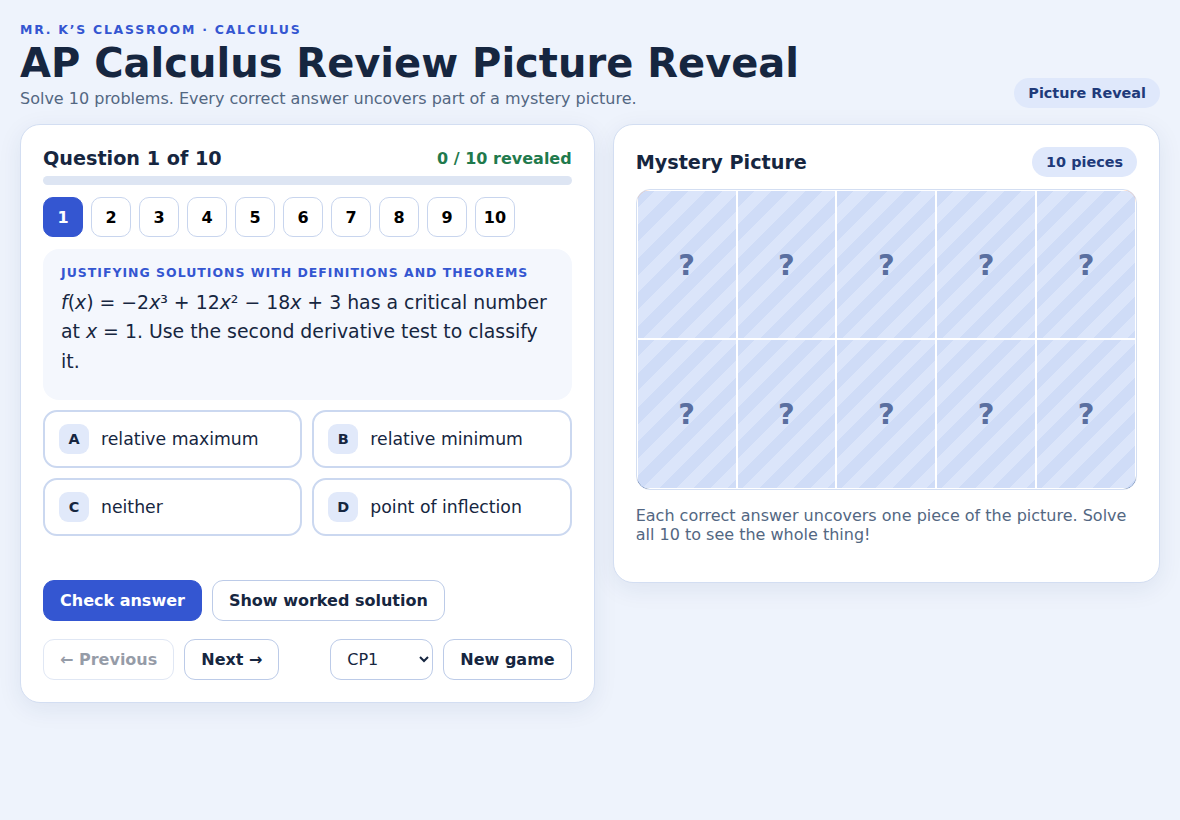 MR. K’S CLASSROOM · CALCULUS
AP Calculus Review Picture Reveal
Solve 10 problems. Every correct answer uncovers part of a mystery picture.
Picture Reveal
Question 1 of 10
0 / 10 revealed
1 2 3 4 5 6 7 8 9 10
JUSTIFYING SOLUTIONS WITH DEFINITIONS AND THEOREMS
f(x) = −2x³ + 12x² − 18x + 3 has a critical number
at x = 1. Use the second derivative test to classify
it.
A relative maximum
B relative minimum
C neither
D point of inflection
Check answer
Show worked solution
← Previous
Next →
CP1
New game
Mystery Picture
10 pieces
? ? ? ? ?
? ? ? ? ?
Each correct answer uncovers one piece of the picture. Solve
all 10 to see the whole thing!